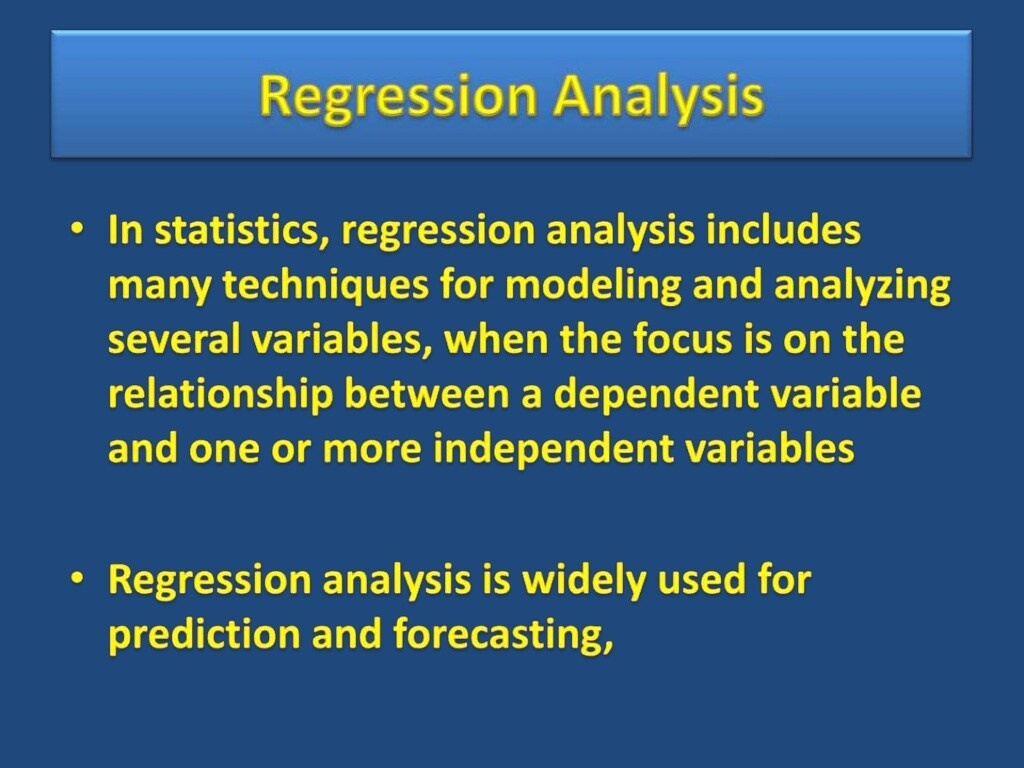 Regression Analysis
• In statistics, regression analysis includes
many techniques for modeling and analyzing
several variables, when the focus is on the
relationship between a dependent variable
and one or more independent variables
• Regression analysis is widely used for
prediction and forecasting,